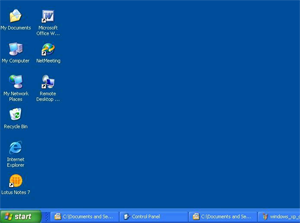 My Documents
Microsoft
Office W...
My Computer
NetMeeting
My Network
Places
Remote
Desktop ...
Recycle Bin
Internet
Explorer
Lotus Notes 7
start
C:\Documents and Se...
Control Panel
C:\Documents and Se...
windows_xp_